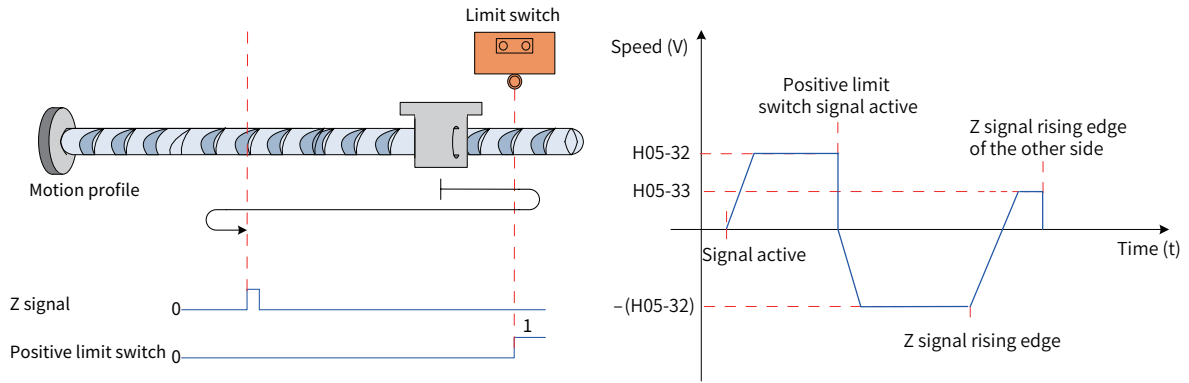 Limit switch
Motion profile
Z signal
0
Positive limit switch
0
1
Speed (V)
Positive limit
switch signal active
Z signal rising edge
of the other side
H05-32
H05-33
Signal active
Time (t)
–(H05-32)
Z signal rising edge